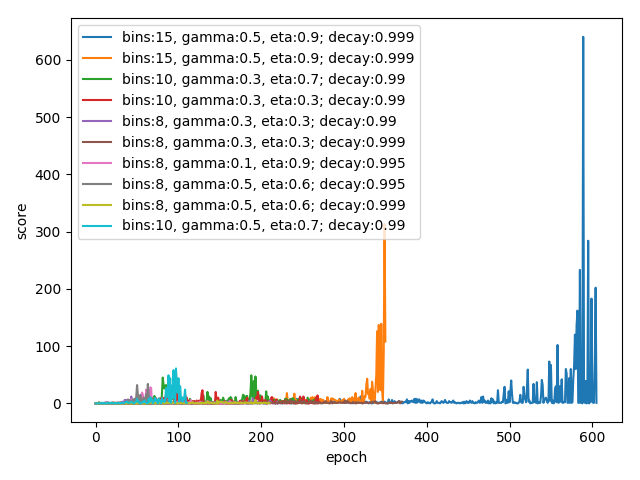 bins:15, gamma:0.5, eta:0.9; decay:0.999
bins:15, gamma:0.5, eta:0.9; decay:0.999
bins:10, gamma:0.3, eta:0.7; decay:0.99
bins:10, gamma:0.3, eta:0.3; decay:0.99
bins:8, gamma:0.3, eta:0.3; decay:0.99
bins:8, gamma:0.3, eta:0.3; decay:0.999
bins:8, gamma:0.1, eta:0.9; decay:0.995
bins:8, gamma:0.5, eta:0.6; decay:0.995
bins:8, gamma:0.5, eta:0.6; decay:0.999
bins:10, gamma:0.5, eta:0.7; decay:0.99
600
500
400
300
200
100
0
score
0 100 200 300 400 500 600
epoch